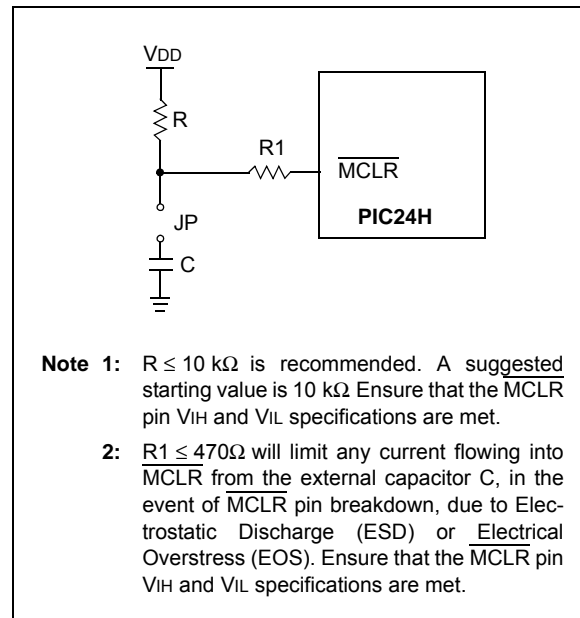 VDD
R
R1
MCLR
PIC24H
JP
C
Note 1: R ≤ 10 kΩ is recommended. A suggested
starting value is 10 kΩ Ensure that the MCLR
pin VIH and VIL specifications are met.
2: R1 ≤ 470Ω will limit any current flowing into
MCLR from the external capacitor C, in the
event of MCLR pin breakdown, due to Elec-
trostatic Discharge (ESD) or Electrical
Overstress (EOS). Ensure that the MCLR pin
VIH and VIL specifications are met.